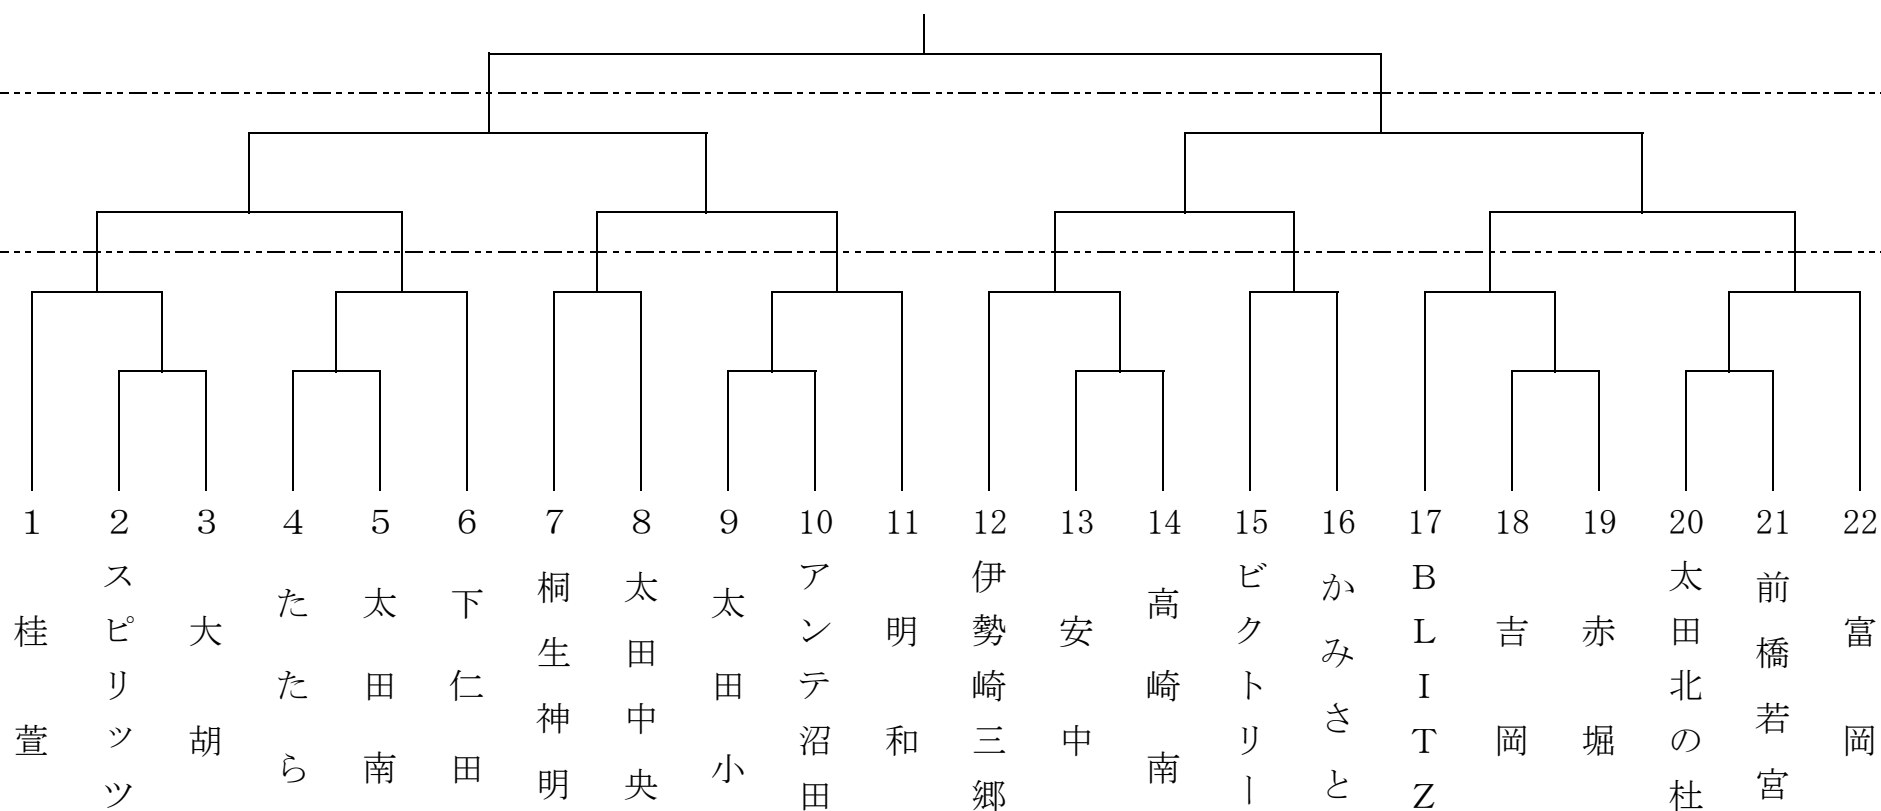 1 2 3 4 5 6 7 8 9 10 11 12 13 14 15 16 17 18 19 20 21 22
桂萱
スピリッツ
大胡
たたら
太田南
下仁田
桐生神明
太田中央
太田小
アンテ沼田
明和
伊勢崎三郷
安中
高崎南
ビクトリー
かみさと
BLITZ
吉岡
赤堀
太田北の杜
前橋若宮
富岡